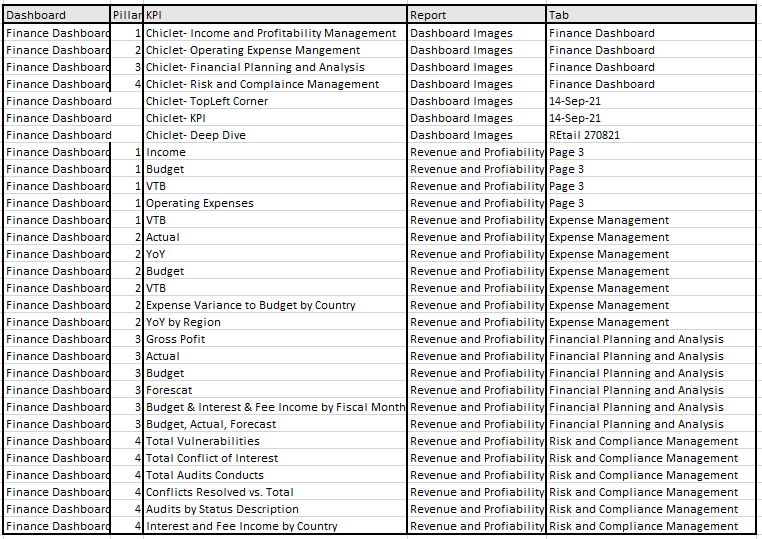 Dashboard Pillar KPI Report Tab
Finance Dashboard 1 Chiclet- Income and Profitability Management Dashboard Images Finance Dashboard
Finance Dashboard 2 Chiclet- Operating Expense Mangement Dashboard Images Finance Dashboard
Finance Dashboard 3 Chiclet- Financial Planning and Analysis Dashboard Images Finance Dashboard
Finance Dashboard 4 Chiclet- Risk and Complaince Management Dashboard Images Finance Dashboard
Finance Dashboard Chiclet- TopLeft Corner Dashboard Images 14-Sep-21
Finance Dashboard Chiclet- KPI Dashboard Images 14-Sep-21
Finance Dashboard Chiclet- Deep Dive Dashboard Images REtail 270821
Finance Dashboard 1 Income Revenue and Profiability Page 3
Finance Dashboard 1 Budget Revenue and Profiability Page 3
Finance Dashboard 1 VTB Revenue and Profiability Page 3
Finance Dashboard 1 Operating Expenses Revenue and Profiability Page 3
Finance Dashboard 1 VTB Revenue and Profiability Expense Management
Finance Dashboard 2 Actual Revenue and Profiability Expense Management
Finance Dashboard 2 YoY Revenue and Profiability Expense Management
Finance Dashboard 2 Budget Revenue and Profiability Expense Management
Finance Dashboard 2 VTB Revenue and Profiability Expense Management
Finance Dashboard 2 Expense Variance to Budget by Country Revenue and Profiability Expense Management
Finance Dashboard 2 YoY by Region Revenue and Profiability Expense Management
Finance Dashboard 3 Gross Pofit Revenue and Profiability Financial Planning and Analysis
Finance Dashboard 3 Actual Revenue and Profiability Financial Planning and Analysis
Finance Dashboard 3 Budget Revenue and Profiability Financial Planning and Analysis
Finance Dashboard 3 Forescat Revenue and Profiability Financial Planning and Analysis
Finance Dashboard 3 Budget & Interest & Fee Income by Fiscal Month Revenue and Profiability Financial Planning and Analysis
Finance Dashboard 3 Budget, Actual, Forecast Revenue and Profiability Financial Planning and Analysis
Finance Dashboard 4 Total Vulnerabilities Revenue and Profiability Risk and Compliance Management
Finance Dashboard 4 Total Conflict of Interest Revenue and Profiability Risk and Compliance Management
Finance Dashboard 4 Total Audits Conducts Revenue and Profiability Risk and Compliance Management
Finance Dashboard 4 Conflicts Resolved vs. Total Revenue and Profiability Risk and Compliance Management
Finance Dashboard 4 Audits by Status Description Revenue and Profiability Risk and Compliance Management
Finance Dashboard 4 Interest and Fee Income by Country Revenue and Profiability Risk and Compliance Management